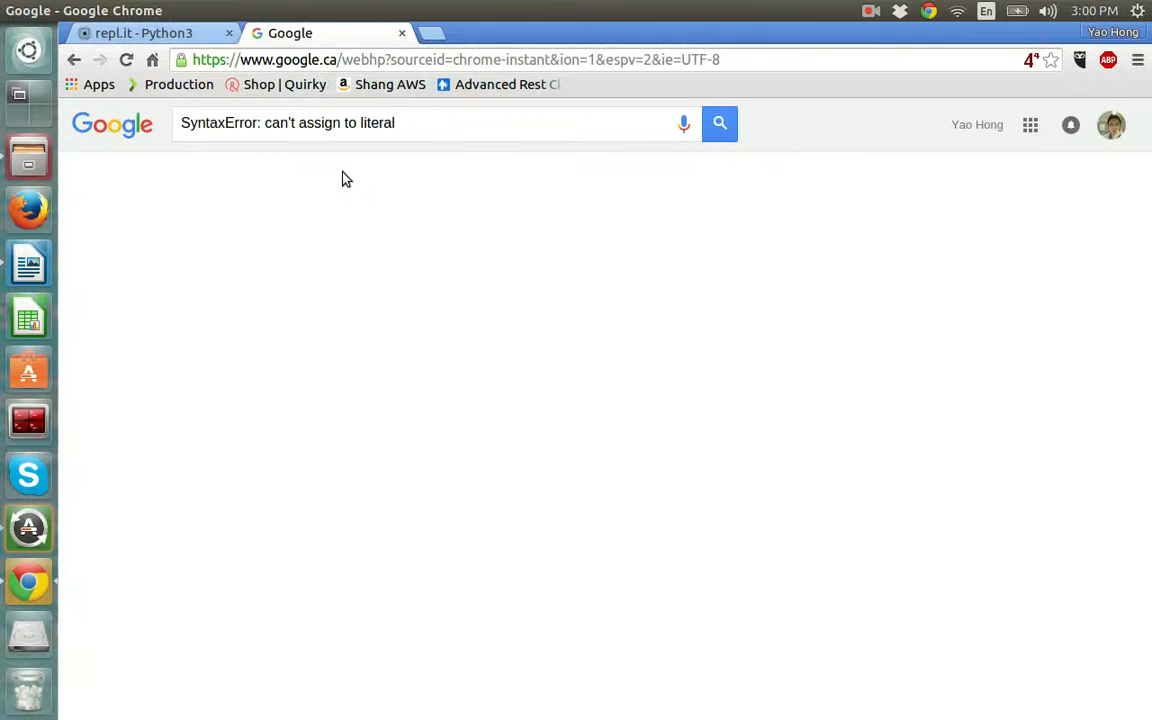 Google - Google Chrome
En
3:00 PM
repl.it - Python3
Google
Yao Hong
https://www.google.ca/webhp?sourceid=chrome-instant&ion=1&espv=2&ie=UTF-8
4
ABP
Apps
Production
Shop | Quirky
a
Shang AWS
Advanced Rest Cl
Google
SyntaxError: can't assign to literal
Yao Hong
S